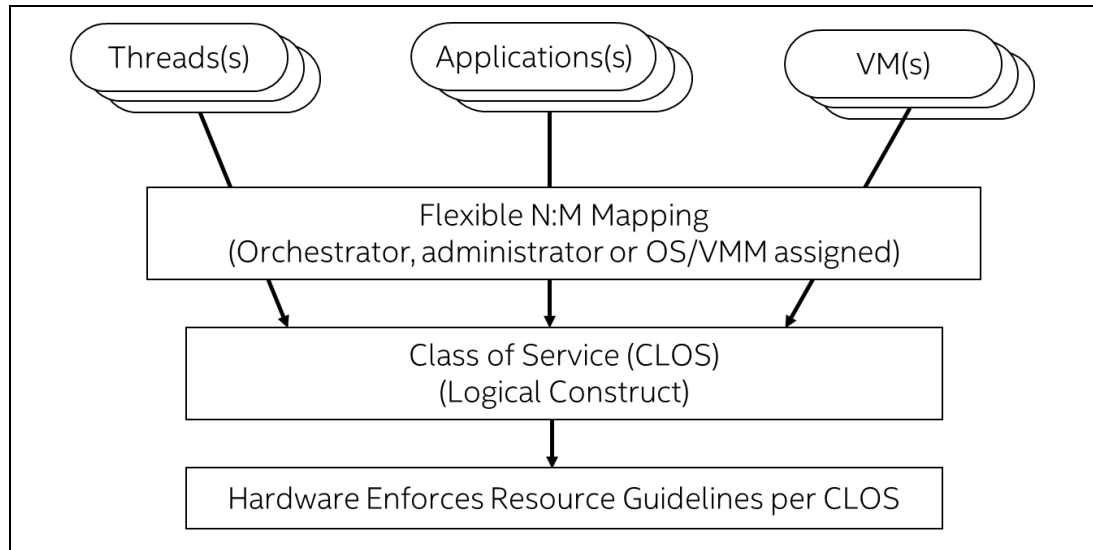 Threads(s)
Applications(s)
VM(s)
Flexible N:M Mapping
(Orchestrator, administrator or OS/VMM assigned)
Class of Service (CLOS)
(Logical Construct)
Hardware Enforces Resource Guidelines per CLOS